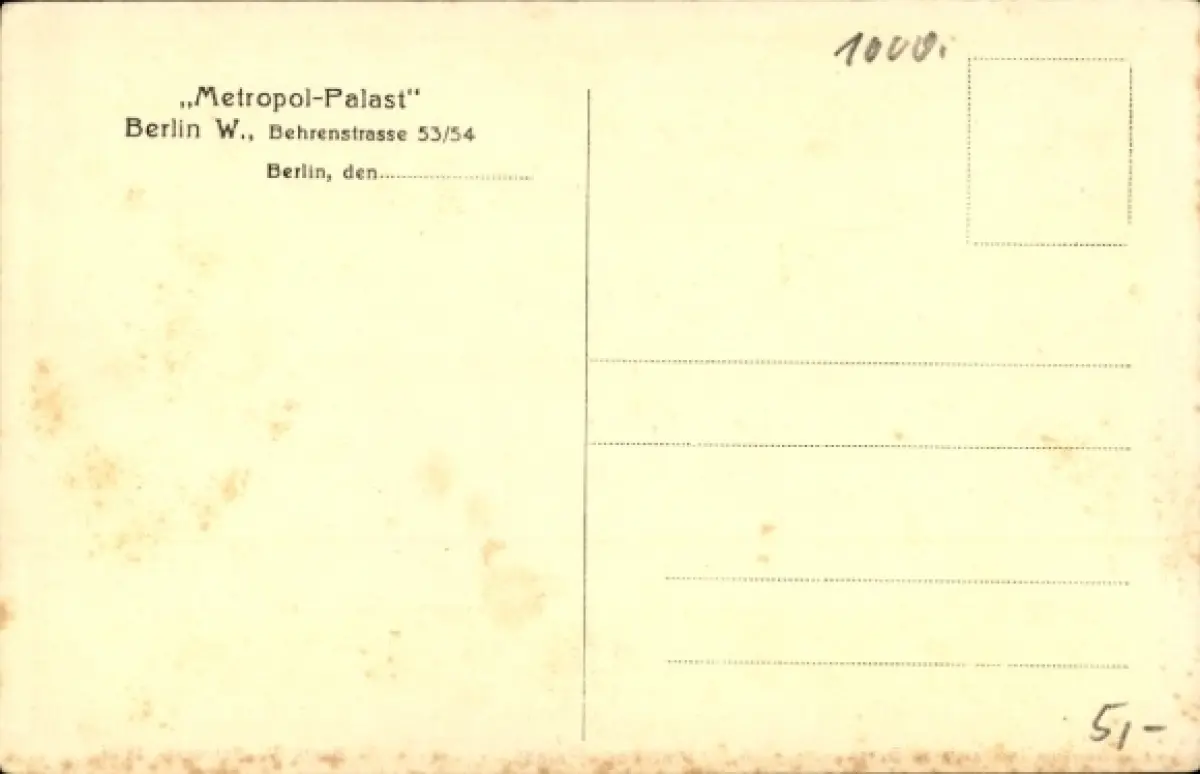 1000.
„Metropol-Palast"
Berlin W., Behrenstrasse 53/54
Berlin, den
5,-